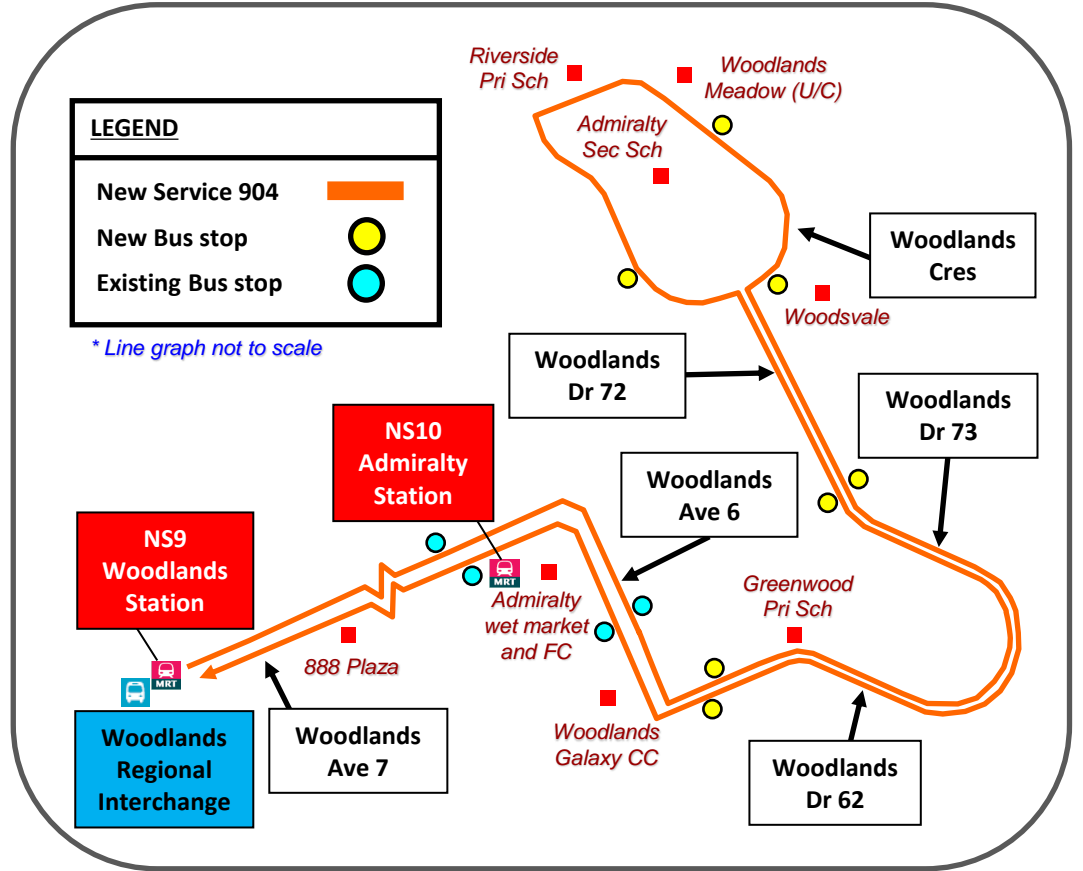 Riverside
Pri Sch
Woodlands
Meadow (U/C)
LEGEND
New Service 904
New Bus stop
Existing Bus stop
* Line graph not to scale
Admiralty
Sec Sch
Woodlands
Cres
Woodsvale
Woodlands
Dr 72
Woodlands
Dr 73
NS10
Admiralty
Station
Woodlands
Ave 6
NS9
Woodlands
Station
MRT
Admiralty
wet market
and FC
Greenwood
Pri Sch
888 Plaza
MRT
Woodlands
Regional
Interchange
Woodlands
Ave 7
Woodlands
Galaxy CC
Woodlands
Dr 62